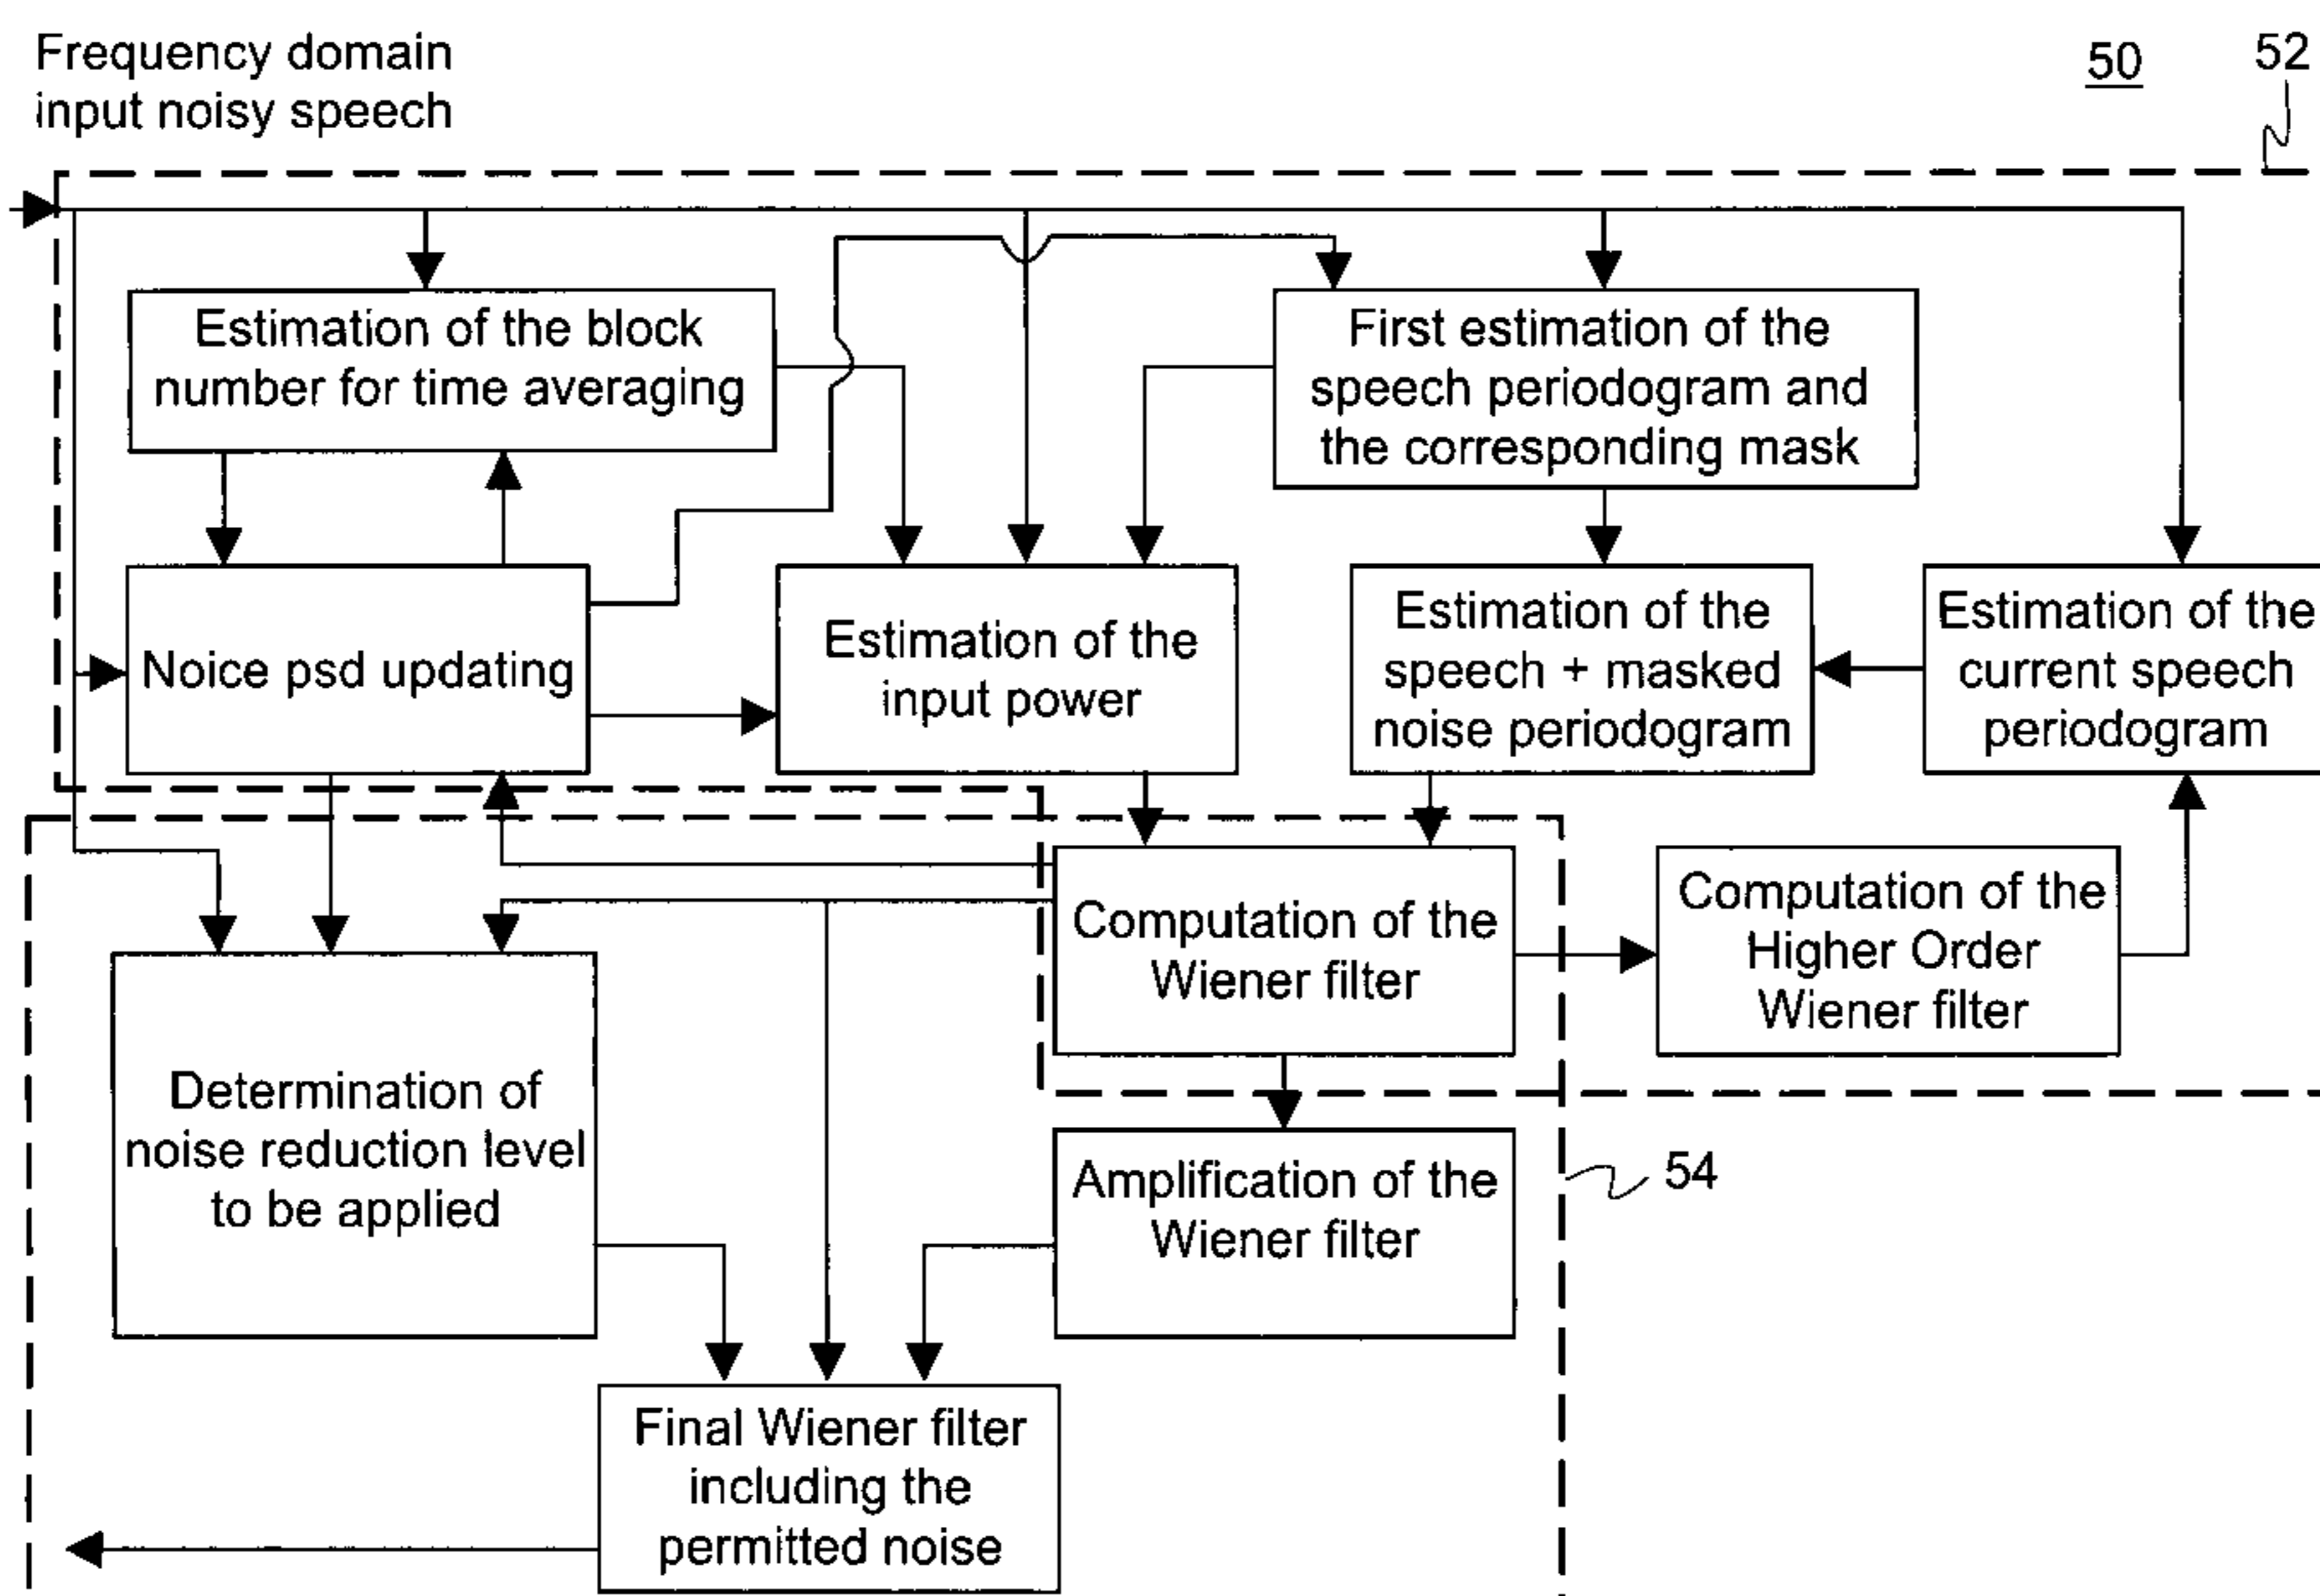 Frequency domain
input noisy speech
50
52
Estimation of the block
number for time averaging
First estimation of the
speech periodogram and
the corresponding mask
Noice psd updating
Estimation of the
input power
Estimation of the
speech + masked
noise periodogram
Estimation of the
current speech
periodogram
Computation of the
Wiener filter
Computation of the
Higher Order
Wiener filter
Determination of
noise reduction level
to be applied
Amplification of the
Wiener filter
54
Final Wiener filter
including the
permitted noise